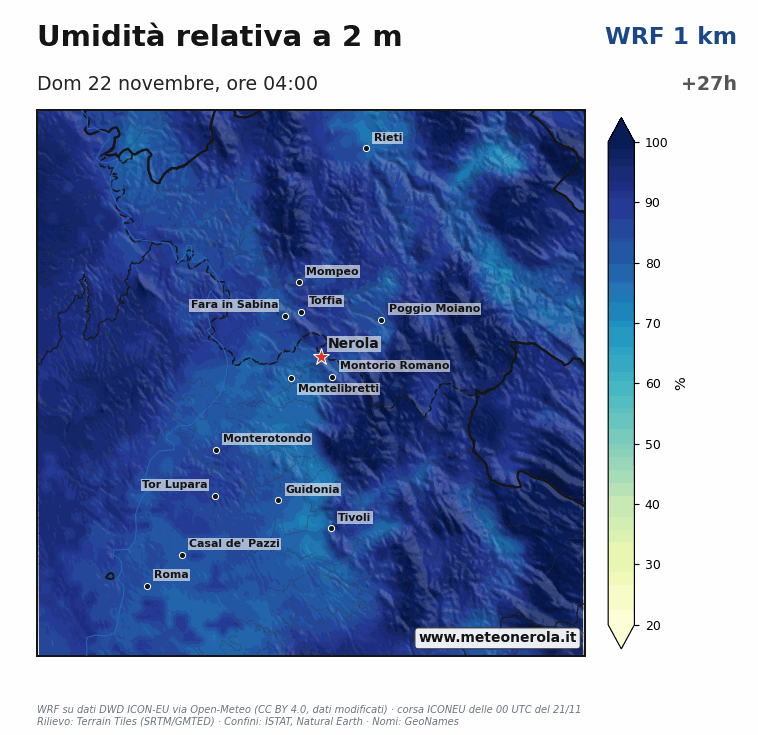 Umidità relativa a 2 m
WRF 1 km
Dom 22 novembre, ore 04:00
+27h
Rieti
Mompeo
Toffia
Fara in Sabina
Poggio Moiano
Nerola
Montorio Romano
Montelibretti
Monterotondo
Tor Lupara
Guidonia
Tivoli
Casal de' Pazzi
Roma
www.meteonerola.it
100
90
80
70
60
50
40
30
20
%
WRF su dati DWD ICON-EU via Open-Meteo (CC BY 4.0, dati modificati) · corsa ICONEU delle 00 UTC del 21/11
Rilievo: Terrain Tiles (SRTM/GMTED) · Confini: ISTAT, Natural Earth · Nomi: GeoNames